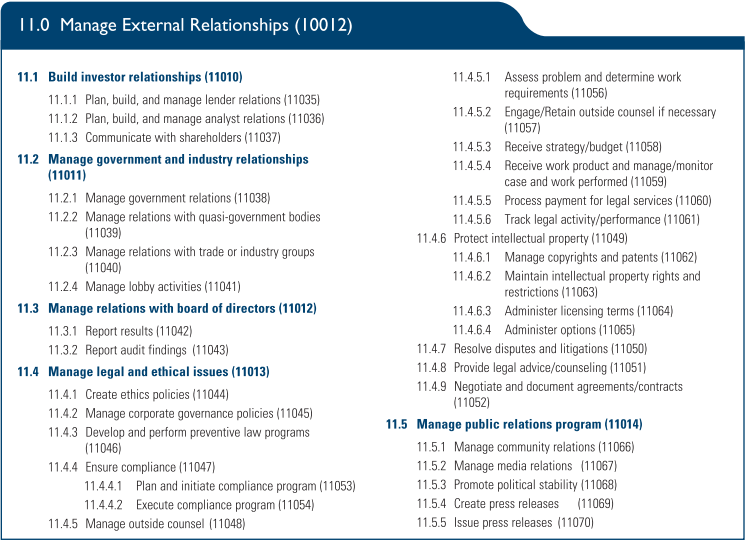 11.0 Manage External Relationships (10012)
11.1 Build investor relationships (11010)
11.1.1 Plan, build, and manage lender relations (11035)
11.1.2 Plan, build, and manage analyst relations (11036)
11.1.3 Communicate with shareholders (11037)
11.2 Manage government and industry relationships
(11011)
11.2.1 Manage government relations (11038)
11.2.2 Manage relations with quasi-government bodies
(11039)
11.2.3 Manage relations with trade or industry groups
(11040)
11.2.4 Manage lobby activities (11041)
11.3 Manage relations with board of directors (11012)
11.3.1 Report results (11042)
11.3.2 Report audit findings (11043)
11.4 Manage legal and ethical issues (11013)
11.4.1 Create ethics policies (11044)
11.4.2 Manage corporate governance policies (11045)
11.4.3 Develop and perform preventive law programs
(11046)
11.4.4 Ensure compliance (11047)
11.4.4.1 Plan and initiate compliance program (11053)
11.4.4.2 Execute compliance program (11054)
11.4.5 Manage outside counsel (11048)
11.4.5.1 Assess problem and determine work
requirements (11056)
11.4.5.2 Engage/Retain outside counsel if necessary
(11057)
11.4.5.3 Receive strategy/budget (11058)
11.4.5.4 Receive work product and manage/monitor
case and work performed (11059)
11.4.5.5 Process payment for legal services (11060)
11.4.5.6 Track legal activity/performance (11061)
11.4.6 Protect intellectual property (11049)
11.4.6.1 Manage copyrights and patents (11062)
11.4.6.2 Maintain intellectual property rights and
restrictions (11063)
11.4.6.3 Administer licensing terms (11064)
11.4.6.4 Administer options (11065)
11.4.7 Resolve disputes and litigations (11050)
11.4.8 Provide legal advice/counseling (11051)
11.4.9 Negotiate and document agreements/contracts
(11052)
11.5 Manage public relations program (11014)
11.5.1 Manage community relations (11066)
11.5.2 Manage media relations (11067)
11.5.3 Promote political stability (11068)
11.5.4 Create press releases (11069)
11.5.5 Issue press releases (11070)